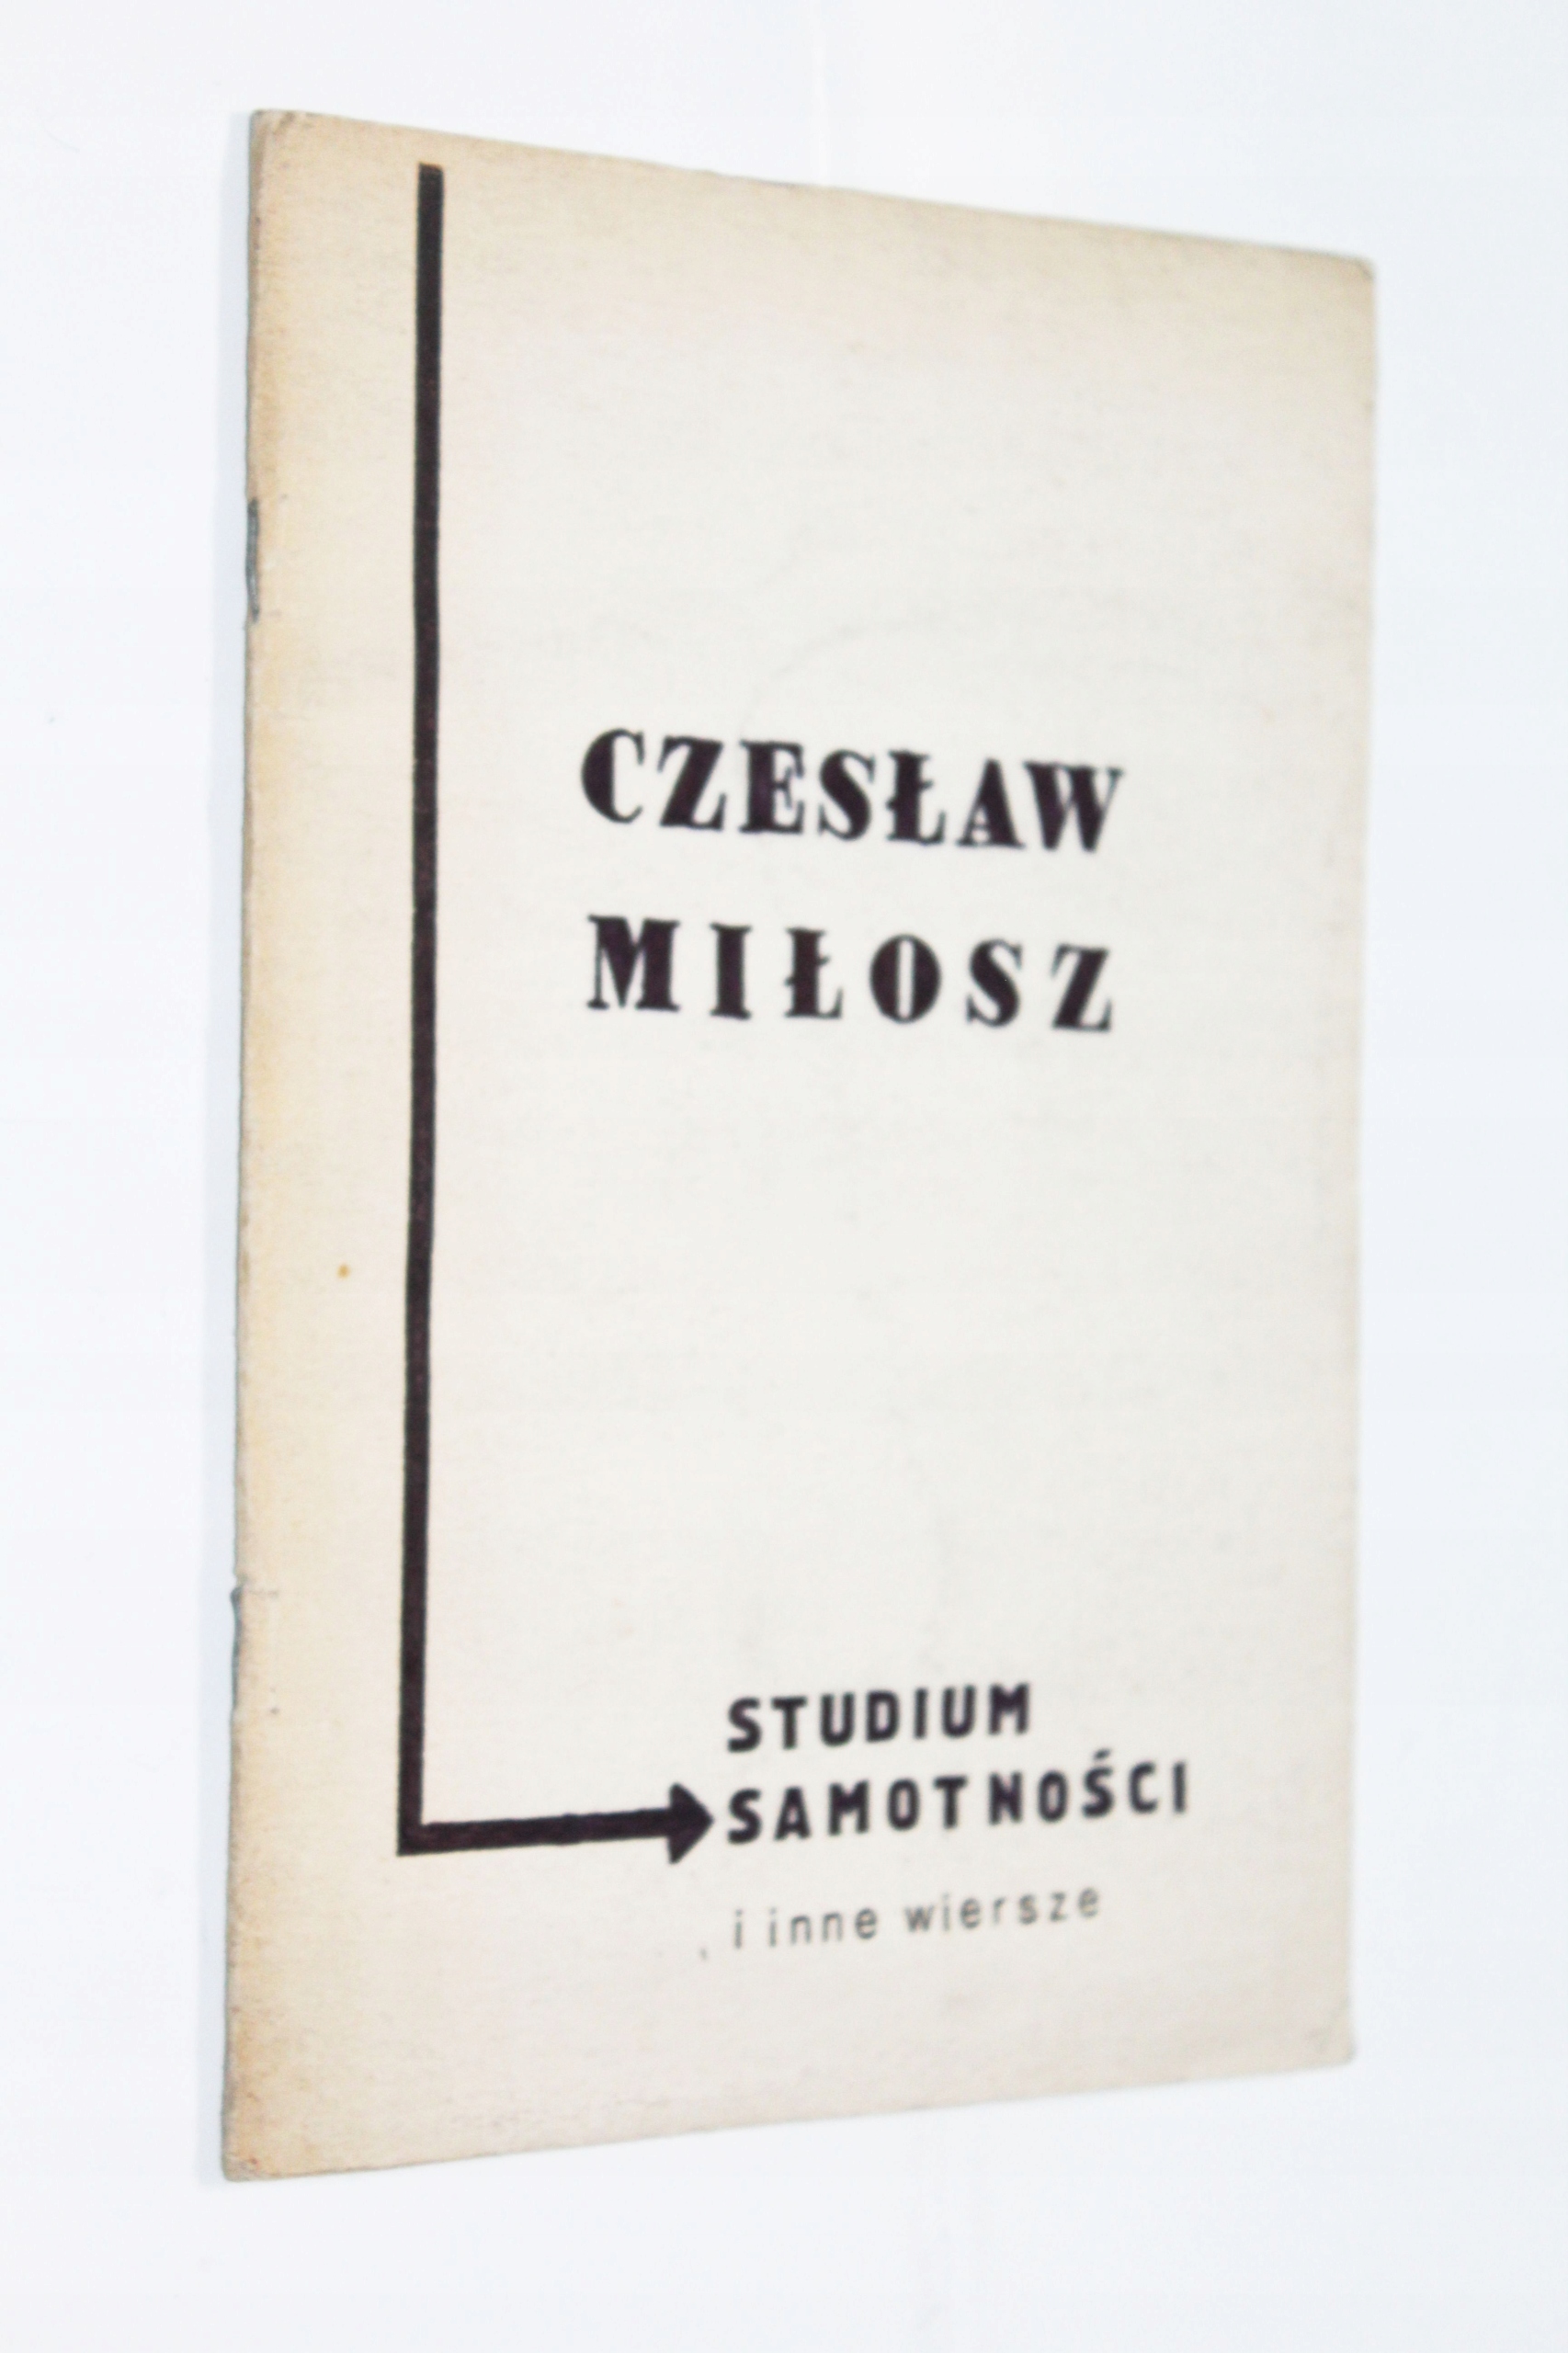 CZESŁAW
MIŁOSZ
STUDIUM
SAMOTNOŚCI
i inne wiersze